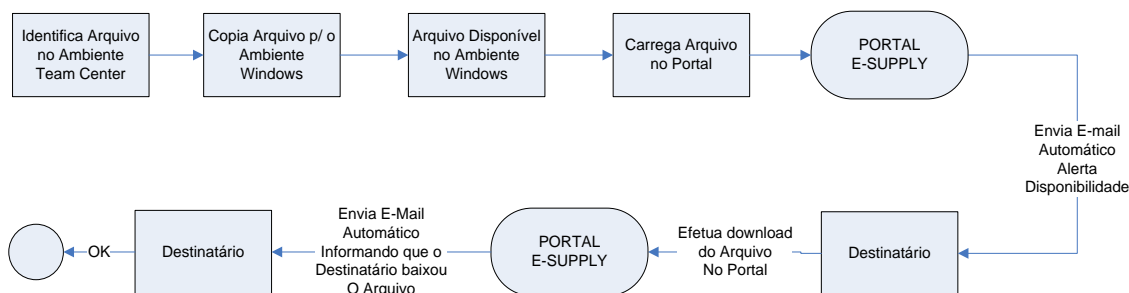 Identifica Arquivo
no Ambiente
Team Center
Copia Arquivo p/ o
Ambiente
Windows
Arquivo Disponível
no Ambiente
Windows
Carrega Arquivo
no Portal
PORTAL
E-SUPPLY
Envia E-mail
Automático
Alerta
Disponibilidade
Destinatário
Efetua download
do Arquivo
No Portal
PORTAL
E-SUPPLY
Envia E-Mail
Automático
Informando que o
Destinatário baixou
O Arquivo
Destinatário
OK